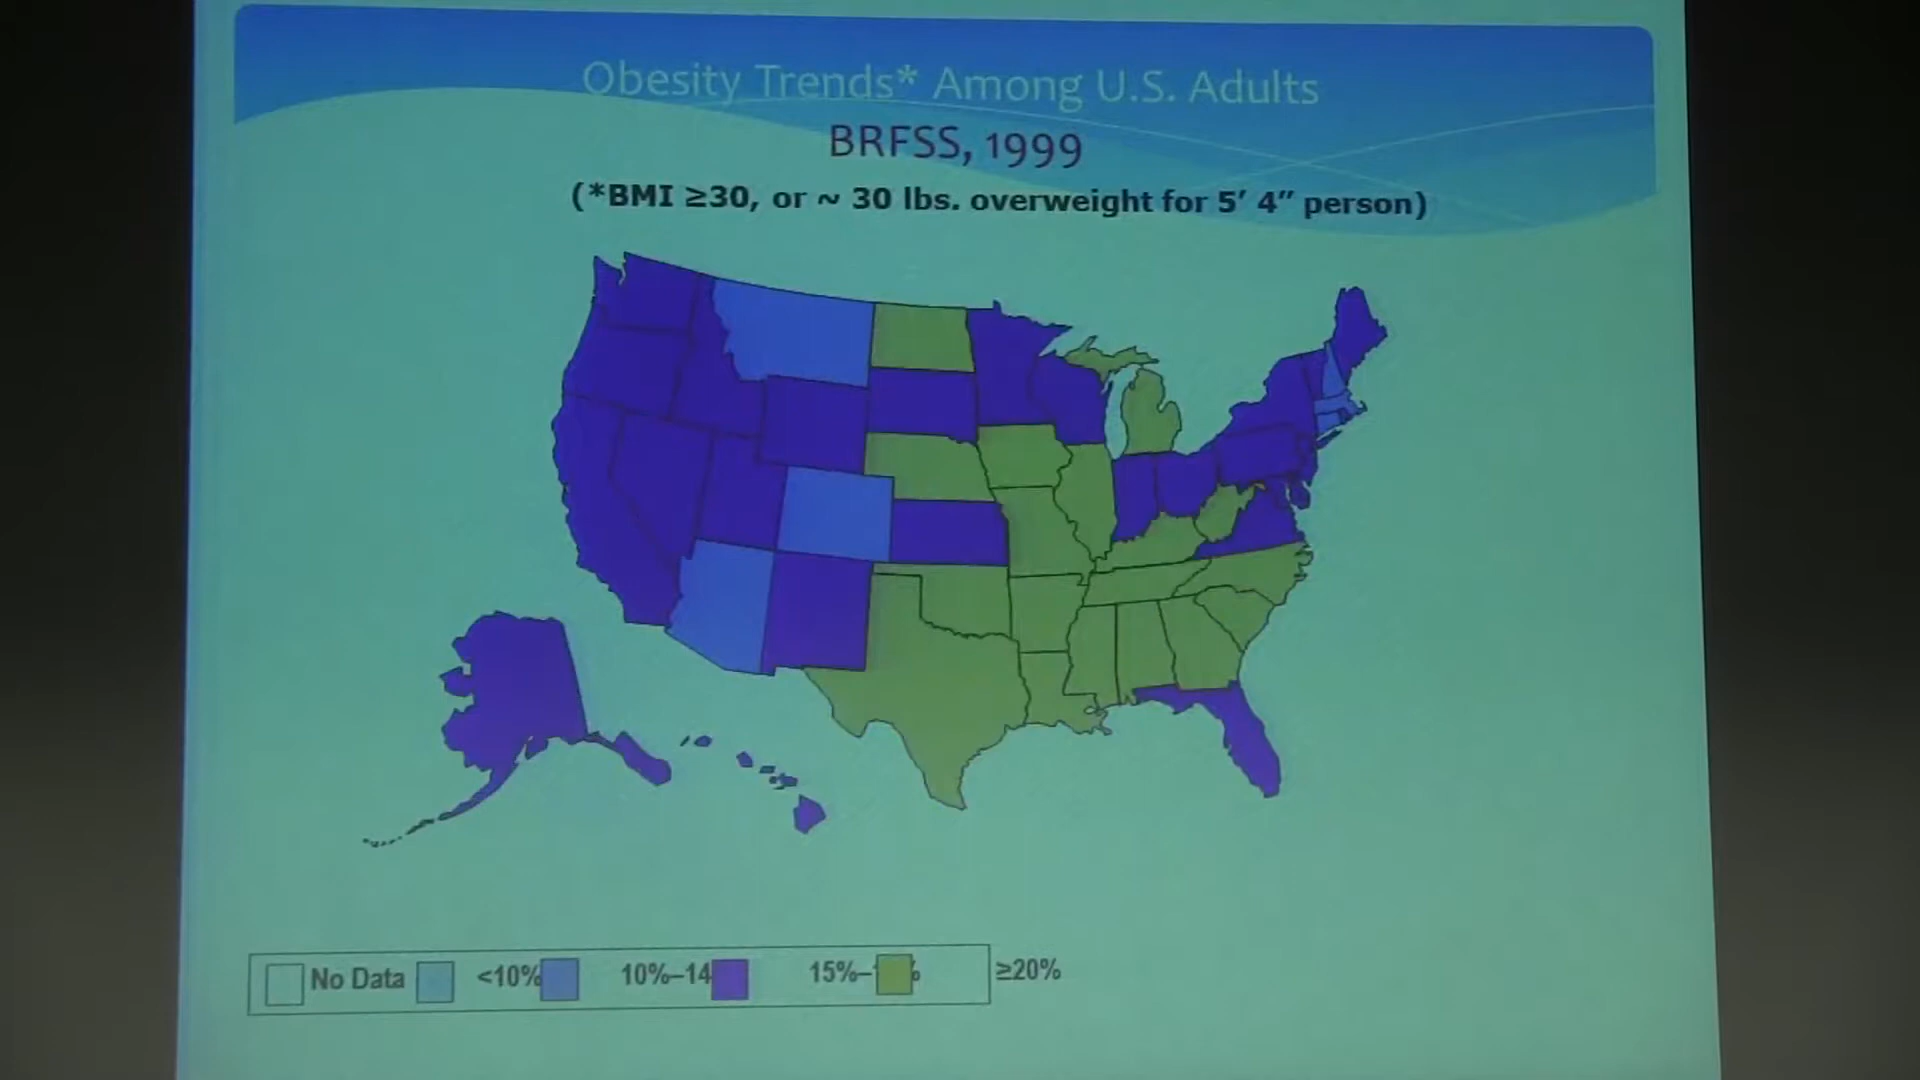 Obesity Trends* Among U.S. Adults
BRFSS, 1999
(*BMI ≥30, or ~ 30 lbs. overweight for 5′ 4″ person)
No Data <10% 10%–14 15%– % ≥20%